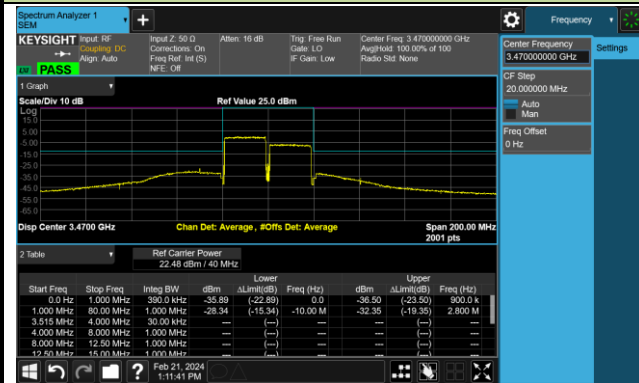 Spectrum Analyzer 1
SEM
+
Frequency
KEYSIGHT
Input: RF
Coupling: DC
Align: Auto
Input Z: 50 Ω
Corrections: On
Freq Ref: Int (S)
NFE: Off
Atten: 16 dB
Trig: Free Run
Gate: LO
IF Gain: Low
Center Freq: 3.470000000 GHz
Avg|Hold: 100.00% of 100
Radio Std: None
PASS
Center Frequency
3.470000000 GHz
Settings
CF Step
20.000000 MHz
Auto
Man
Freq Offset
0 Hz
1 Graph
Scale/Div 10 dB
Ref Value 25.0 dBm
Log
15.0
5.00
-5.00
-15.0
-25.0
-35.0
-45.0
-55.0
-65.0
Disp Center 3.4700 GHz
Chan Det: Average , #Offs Det: Average
Span 200.00 MHz
2001 pts
2 Table
Ref Carrier Power
22.48 dBm / 40 MHz
Lower Upper
Start Freq Stop Freq Integ BW dBm ΔLimit(dB) Freq (Hz) dBm ΔLimit(dB) Freq (Hz)
0.0 Hz 1.000 MHz 390.0 kHz -35.89 (-22.89) 0.0 -36.50 (-23.50) 900.0 k
1.000 MHz 80.00 MHz 1.000 MHz -28.34 (-15.34) -10.00 M -32.35 (-19.35) 2.800 M
3.515 MHz 4.000 MHz 30.00 kHz --- (---) --- --- (---) ---
4.000 MHz 8.000 MHz 1.000 MHz --- (---) --- --- (---) ---
8.000 MHz 12.50 MHz 1.000 MHz --- (---) --- --- (---) ---
12.50 MHz 15.00 MHz 1.000 MHz --- (---) --- --- (---) ---
?
Feb 21, 2024
1:11:41 PM